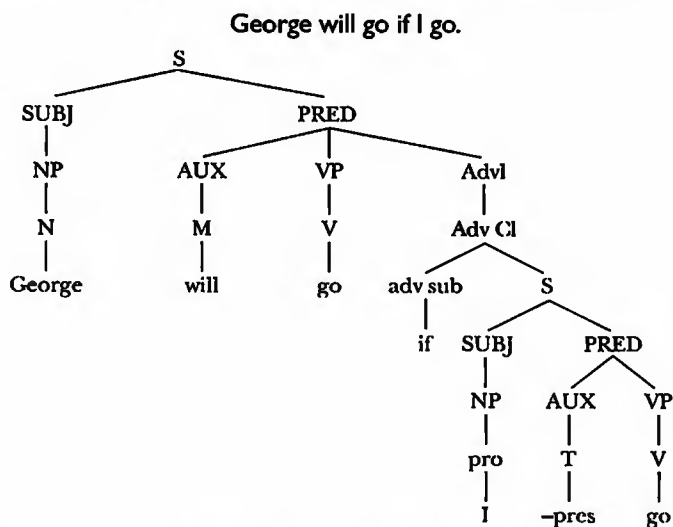 George will go if I go.
S
SUBJ PRED
NP AUX VP Advl
N M V Adv Cl
George will go adv sub S
if SUBJ PRED
NP AUX VP
pro T V
I –pres go